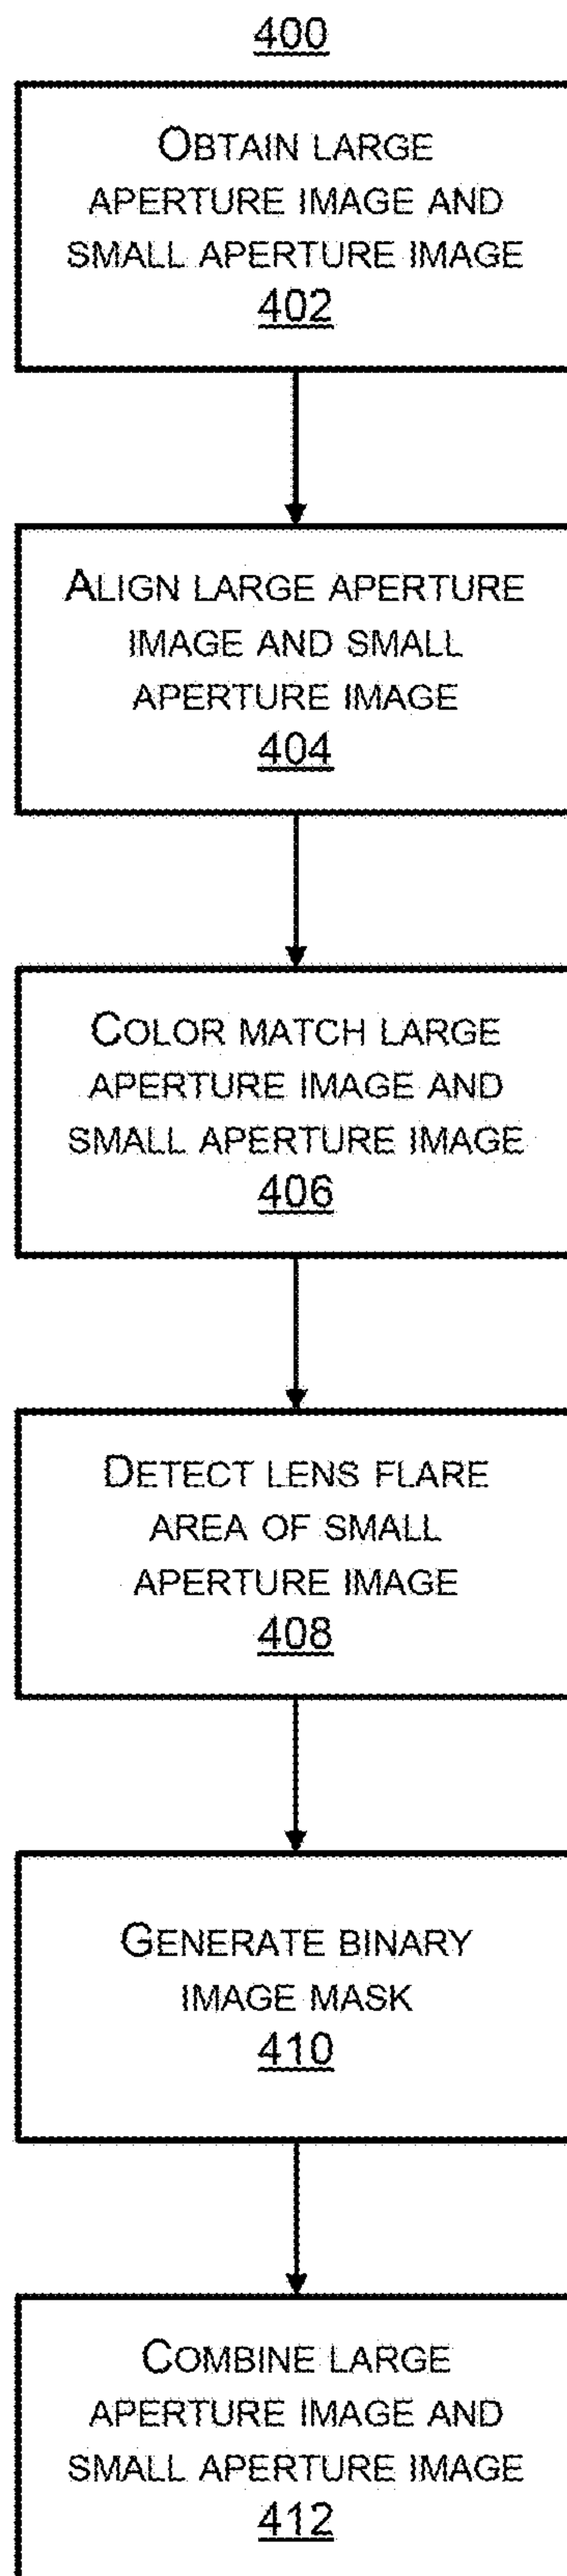 400
OBTAIN LARGE
APERTURE IMAGE AND
SMALL APERTURE IMAGE
402
ALIGN LARGE APERTURE
IMAGE AND SMALL
APERTURE IMAGE
404
COLOR MATCH LARGE
APERTURE IMAGE AND
SMALL APERTURE IMAGE
406
DETECT LENS FLARE
AREA OF SMALL
APERTURE IMAGE
408
GENERATE BINARY
IMAGE MASK
410
COMBINE LARGE
APERTURE IMAGE AND
SMALL APERTURE IMAGE
412